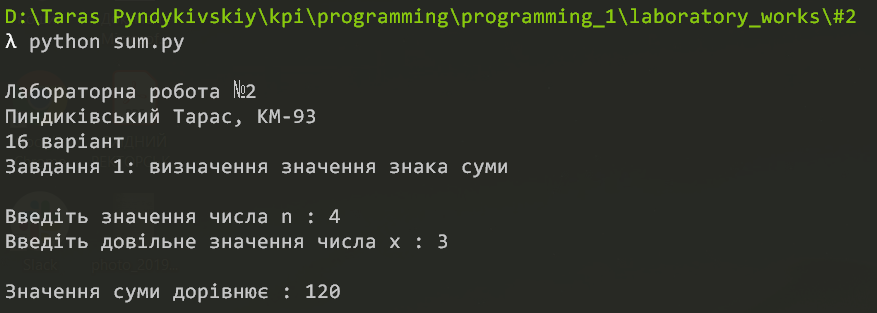 D:\Taras Pyndykivskiy\kpi\programming\programming_1\laboratory_works\#2
λ python sum.py
Лабораторна робота №2
Пиндиківський Тарас, КМ-93
16 варіант
Завдання 1: визначення значення знака суми
Введіть значення числа n : 4
Введіть довільне значення числа x : 3
Значення суми дорівнює : 120